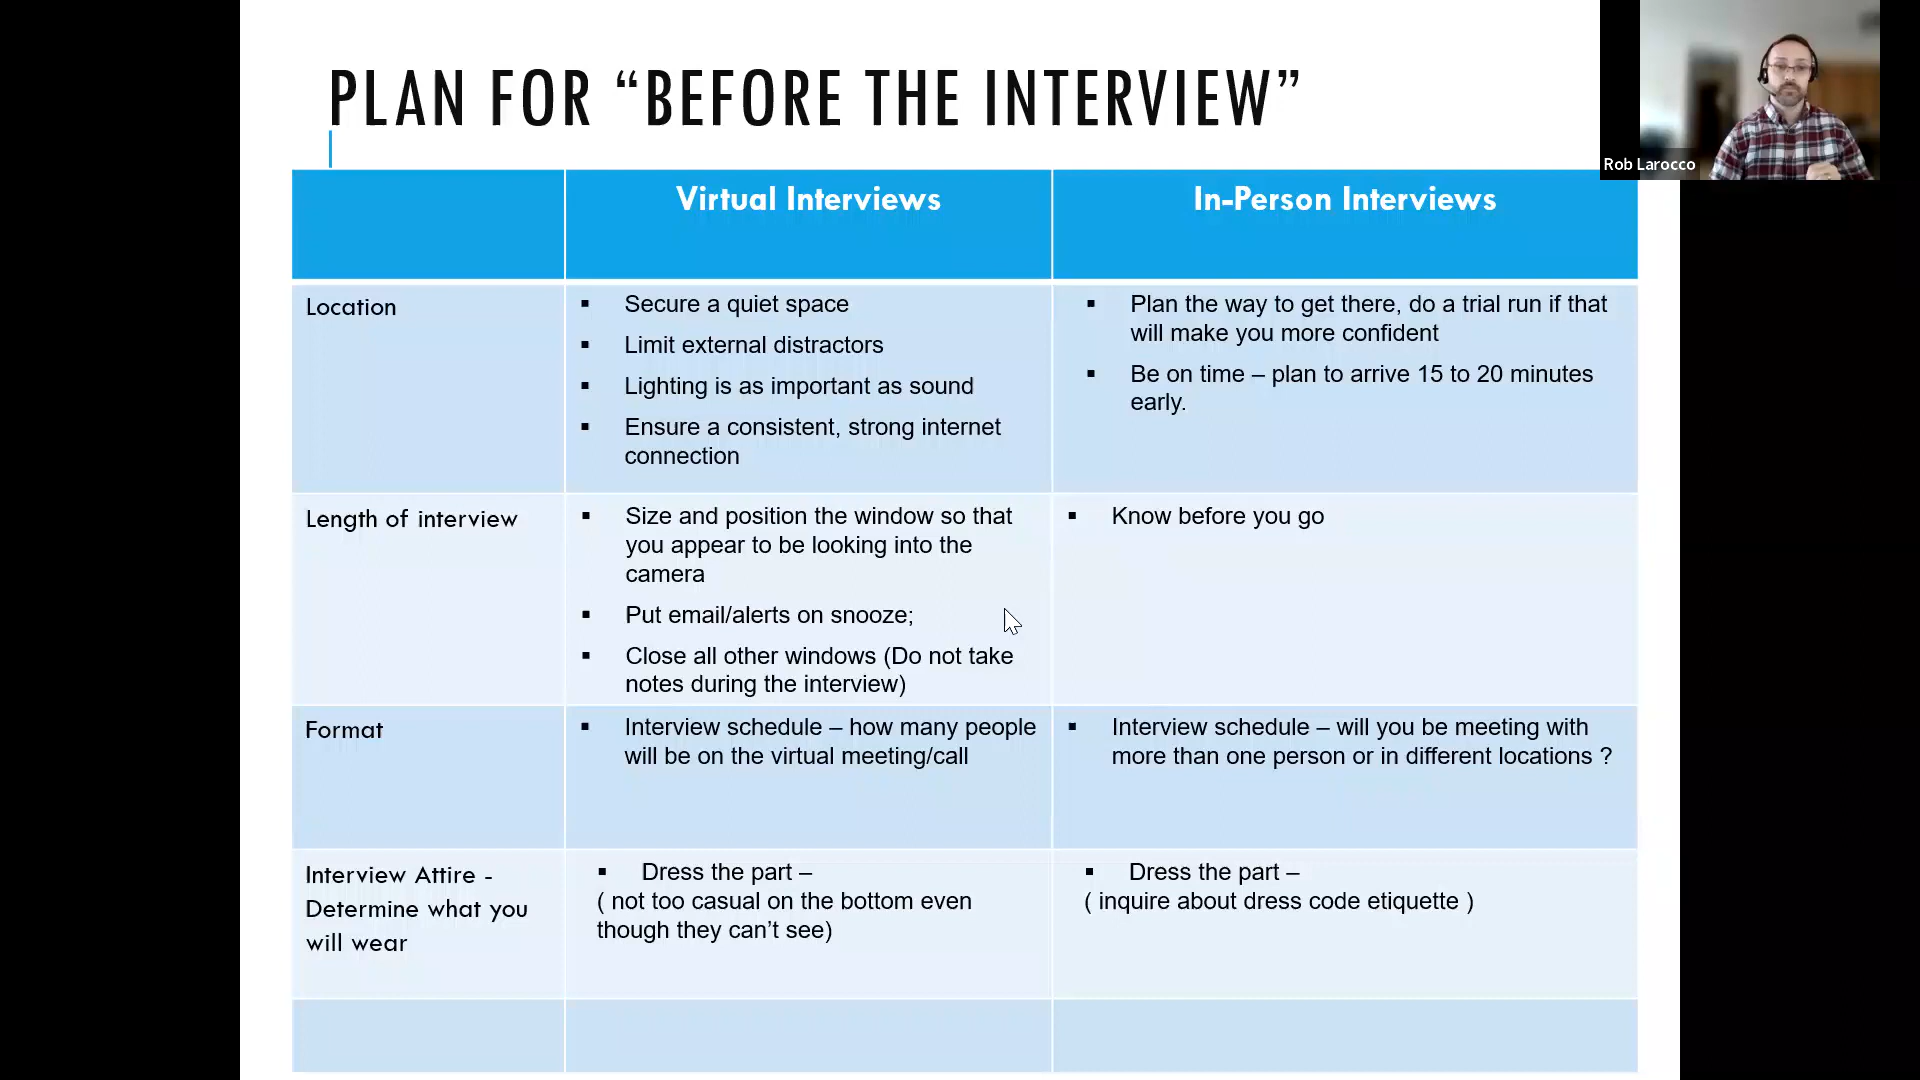 PLAN FOR “BEFORE THE INTERVIEW”
Rob Larocco
Virtual Interviews
In-Person Interviews
Location
▪ Secure a quiet space
▪ Limit external distractors
▪ Lighting is as important as sound
▪ Ensure a consistent, strong internet
connection
▪ Plan the way to get there, do a trial run if that
will make you more confident
▪ Be on time – plan to arrive 15 to 20 minutes
early.
Length of interview
▪ Size and position the window so that
you appear to be looking into the
camera
▪ Put email/alerts on snooze;
▪ Close all other windows (Do not take
notes during the interview)
▪ Know before you go
Format
▪ Interview schedule – how many people
will be on the virtual meeting/call
▪ Interview schedule – will you be meeting with
more than one person or in different locations ?
Interview Attire -
Determine what you
will wear
▪ Dress the part –
( not too casual on the bottom even
though they can’t see)
▪ Dress the part –
( inquire about dress code etiquette )